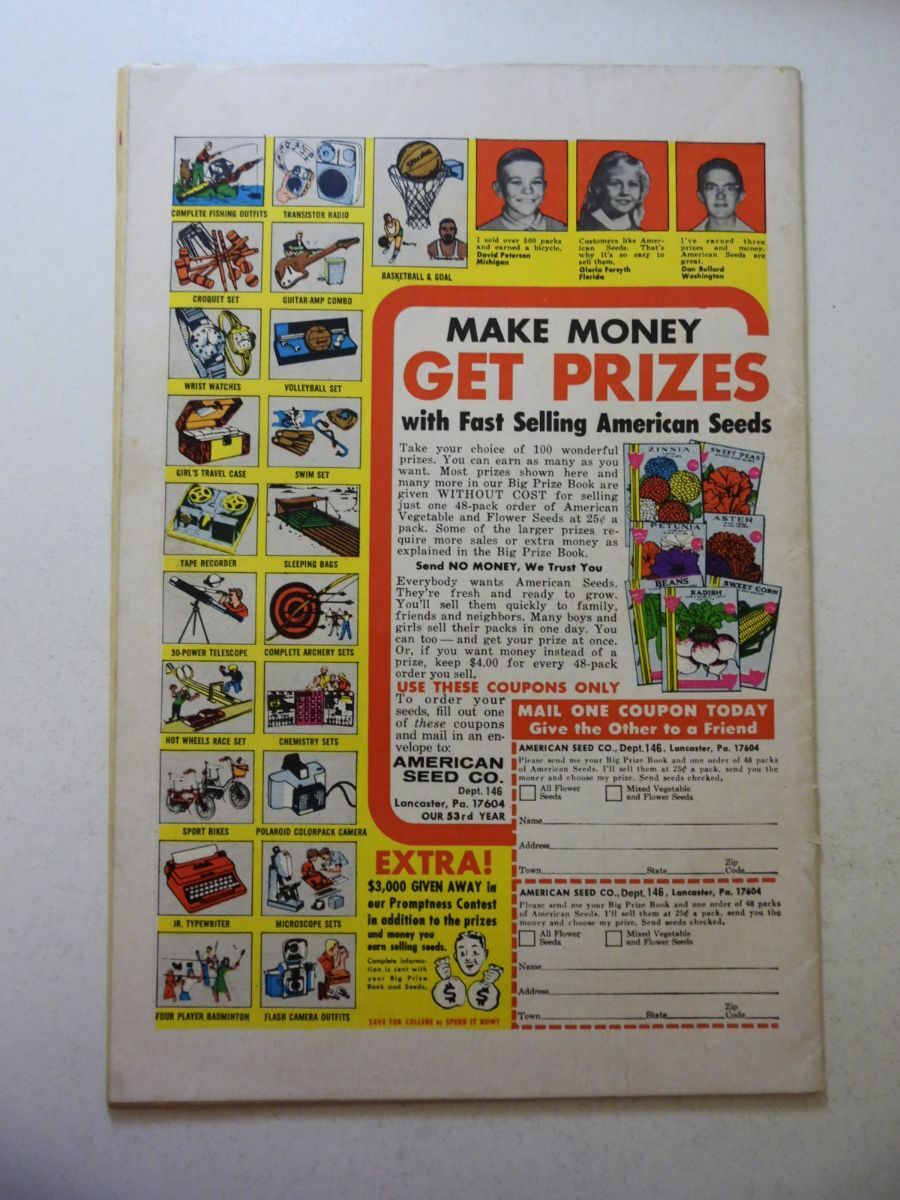 COMPLETE FISHING OUTFITS
TRANSISTOR RADIO
SPALDING
BASKETBALL & GOAL
CROQUET SET
GUITAR-AMP COMBO
WRIST WATCHES
VOLLEYBALL SET
GIRL'S TRAVEL CASE
SWIM SET
TAPE RECORDER
SLEEPING BAGS
30-POWER TELESCOPE
COMPLETE ARCHERY SETS
HOT WHEELS RACE SET
CHEMISTRY SETS
SPORT BIKES
POLAROID COLORPACK CAMERA
JR. TYPEWRITER
MICROSCOPE SETS
FOUR PLAYER BADMINTON
FLASH CAMERA OUTFITS
I sold over 500 packs
and earned a bicycle.
David Peterson
Michigan
Customers like Amer-
ican Seeds. That's
why it's so easy to
sell them.
Gloria Forsyth
Florida
I've earned three
prizes and money.
American Seeds are
great.
Don Bullard
Washington
MAKE MONEY
GET PRIZES
with Fast Selling American Seeds
Take your choice of 100 wonderful
prizes. You can earn as many as you
want. Most prizes shown here and
many more in our Big Prize Book are
given WITHOUT COST for selling
just one 48-pack order of American
Vegetable and Flower Seeds at 25¢ a
pack. Some of the larger prizes re-
quire more sales or extra money as
explained in the Big Prize Book.
Send NO MONEY, We Trust You
Everybody wants American Seeds.
They're fresh and ready to grow.
You'll sell them quickly to family,
friends and neighbors. Many boys and
girls sell their packs in one day. You
can too — and get your prize at once.
Or, if you want money instead of a
prize, keep $4.00 for every 48-pack
order you sell.
ZINNIA
SWEET PEAS
PETUNIA
ASTER
BEANS
RADISH
SWEET CORN
USE THESE COUPONS ONLY
To order your
seeds, fill out one
of these coupons
and mail in an en-
velope to:
AMERICAN
SEED CO.
Dept. 146
Lancaster, Pa. 17604
OUR 53rd YEAR
MAIL ONE COUPON TODAY
Give the Other to a Friend
AMERICAN SEED CO., Dept. 146, Lancaster, Pa. 17604
Please send me your Big Prize Book and one order of 48 packs
of American Seeds. I'll sell them at 25¢ a pack, send you the
money and choose my prize. Send seeds checked.
All Flower
Seeds
Mixed Vegetable
and Flower Seeds
Name
Address
Town State Zip Code
AMERICAN SEED CO., Dept. 146, Lancaster, Pa. 17604
Please send me your Big Prize Book and one order of 48 packs
of American Seeds. I'll sell them at 25¢ a pack, send you the
money and choose my prize. Send seeds checked.
All Flower
Seeds
Mixed Vegetable
and Flower Seeds
Name
Address
Town State Zip Code
EXTRA!
$3,000 GIVEN AWAY in
our Promptness Contest
in addition to the prizes
and money you
earn selling seeds.
Complete informa-
tion is sent with
your Big Prize
Book and Seeds.
$ $
SAVE FOR COLLEGE or SPEND IT NOW!